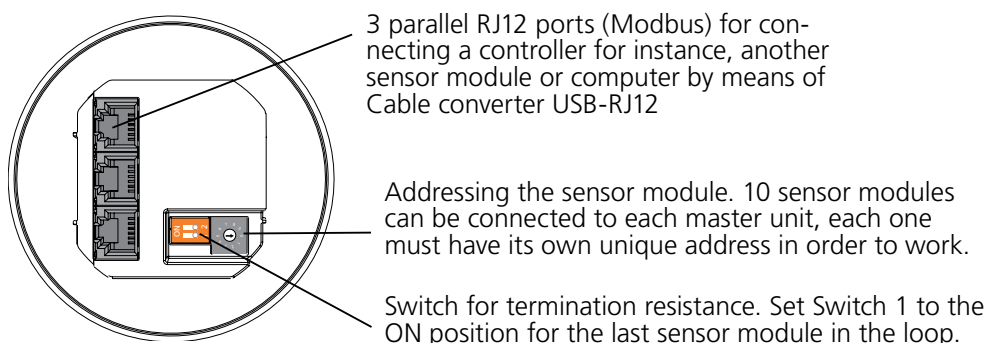 3 parallel RJ12 ports (Modbus) for con-
necting a controller for instance, another
sensor module or computer by means of
Cable converter USB-RJ12
Addressing the sensor module. 10 sensor modules
can be connected to each master unit, each one
must have its own unique address in order to work.
ON
2
Switch for termination resistance. Set Switch 1 to the
ON position for the last sensor module in the loop.